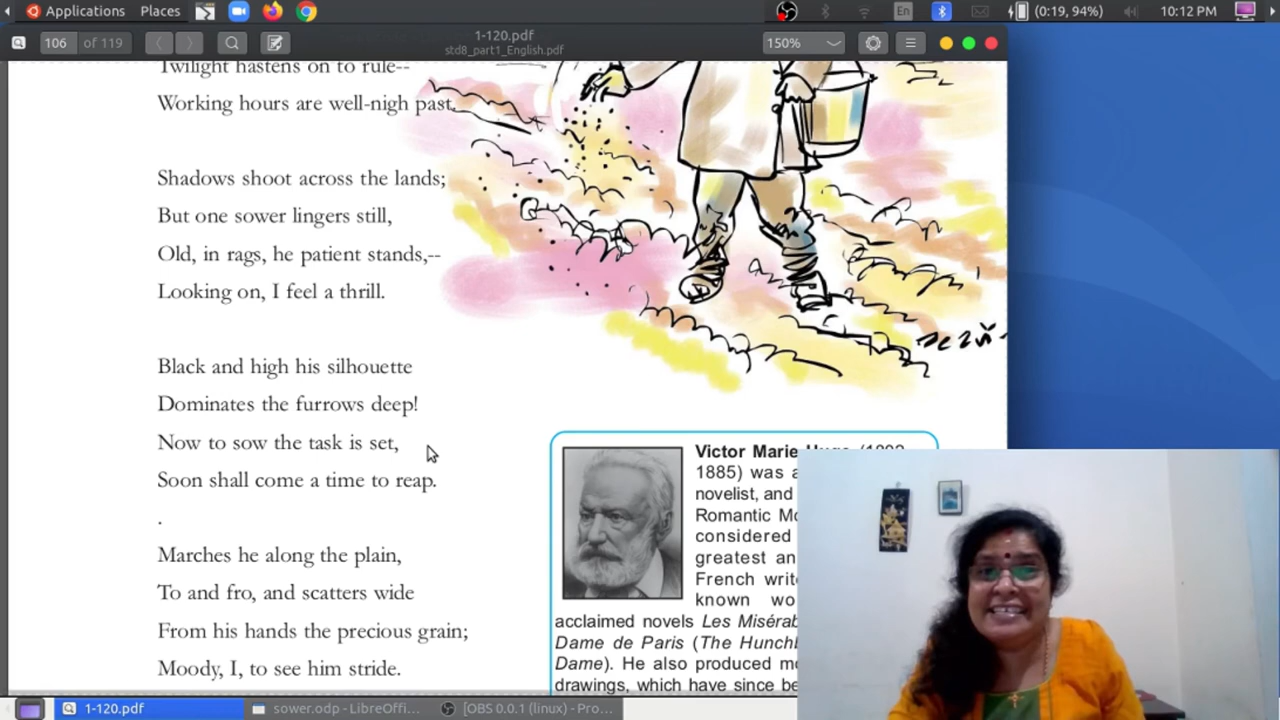 Applications Places En (0:19, 94%) 10:12 PM
106 of 119 1-120.pdf 150%
std8_part1_English.pdf
Twilight hastens on to rule--
Working hours are well-nigh past.
Shadows shoot across the lands;
But one sower lingers still,
Old, in rags, he patient stands,--
Looking on, I feel a thrill.
Black and high his silhouette
Dominates the furrows deep!
Now to sow the task is set,
Soon shall come a time to reap.
.
Marches he along the plain,
To and fro, and scatters wide
From his hands the precious grain;
Moody, I, to see him stride.
Victor Marie
1885) was a
novelist, and
Romantic
considered
greatest an
French
known
acclaimed novels Les
Dame de Paris (The
Dame). He also produced
drawings, which have since
1-120.pdf sower.odp - LibreOffi... [OBS 0.0.1 (linux) - Pro...